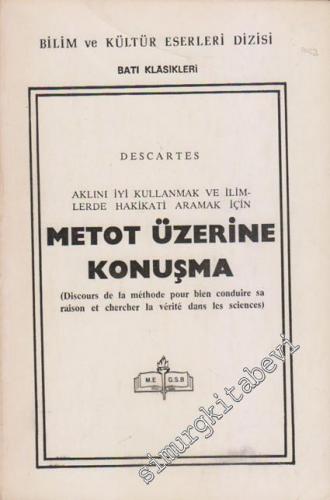 BİLİM ve KÜLTÜR ESERLERİ DİZİSİ
BATI KLASİKLERİ
DESCARTES
AKLINI İYİ KULLANMAK VE İLİM-
LERDE HAKİKATİ ARAMAK İÇİN
METOT ÜZERİNE
KONUŞMA
(Discours de la méthode pour bien conduire sa
raison et chercher la vérité dans les sciences)
M.E G.S.B
simurgkitabevi